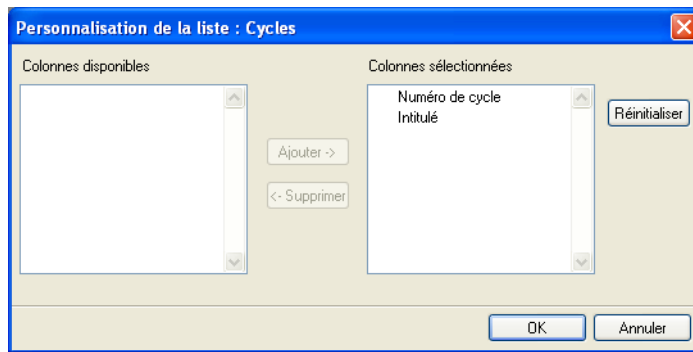 Personnalisation de la liste : Cycles
Colonnes disponibles
Colonnes sélectionnées
Numéro de cycle
Intitulé
Réinitialiser
Ajouter ->
<- Supprimer
OK
Annuler